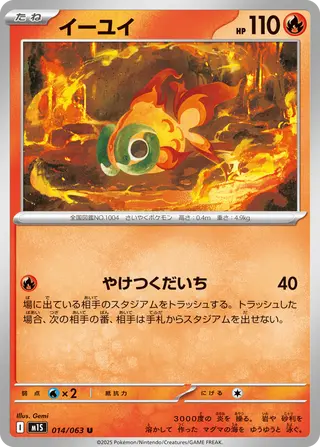 たね
イーユイ
HP 110
全国図鑑NO.1004 さいやくポケモン 高さ:0.4m 重さ:4.9kg
やけつくだいち 40
場に出ている相手のスタジアムをトラッシュする。トラッシュした
場合、次の相手の番、相手は手札からスタジアムを出せない。
弱点 ×2 抵抗力 にげる
Illus. Gemi
I m1S 014/063 U
3000度の炎を操る。砂や岩を
溶かして作ったマグマの海をゆうゆうと泳ぐ。
©2025 Pokémon/Nintendo/Creatures/GAME FREAK.